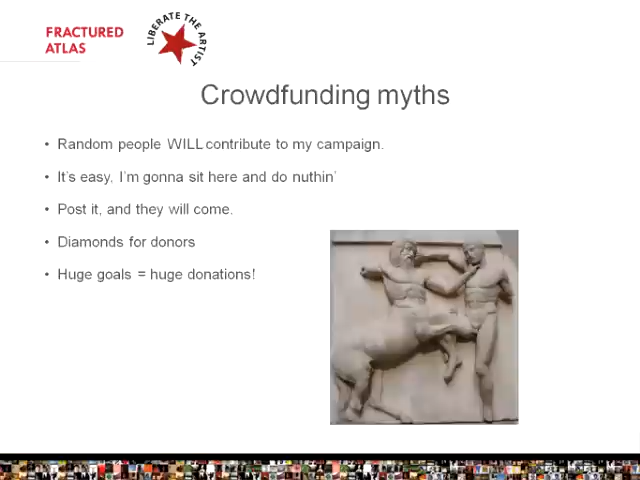 FRACTURED
ATLAS
LIBERATE THE ARTIST
Crowdfunding myths
• Random people WILL contribute to my campaign.
• It's easy, I'm gonna sit here and do nuthin'
• Post it, and they will come.
• Diamonds for donors
• Huge goals = huge donations!